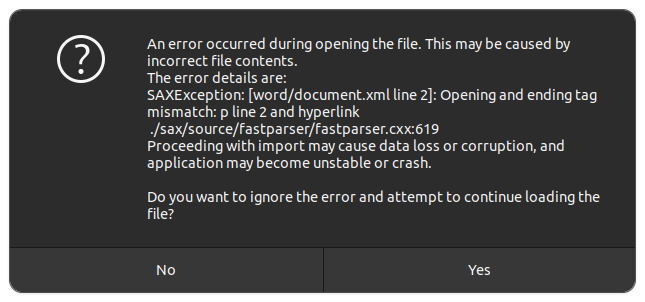 An error occurred during opening the file. This may be caused by
incorrect file contents.
The error details are:
SAXException: [word/document.xml line 2]: Opening and ending tag
mismatch: p line 2 and hyperlink
./sax/source/fastparser/fastparser.cxx:619
Proceeding with import may cause data loss or corruption, and
application may become unstable or crash.
Do you want to ignore the error and attempt to continue loading the
file?
No
Yes